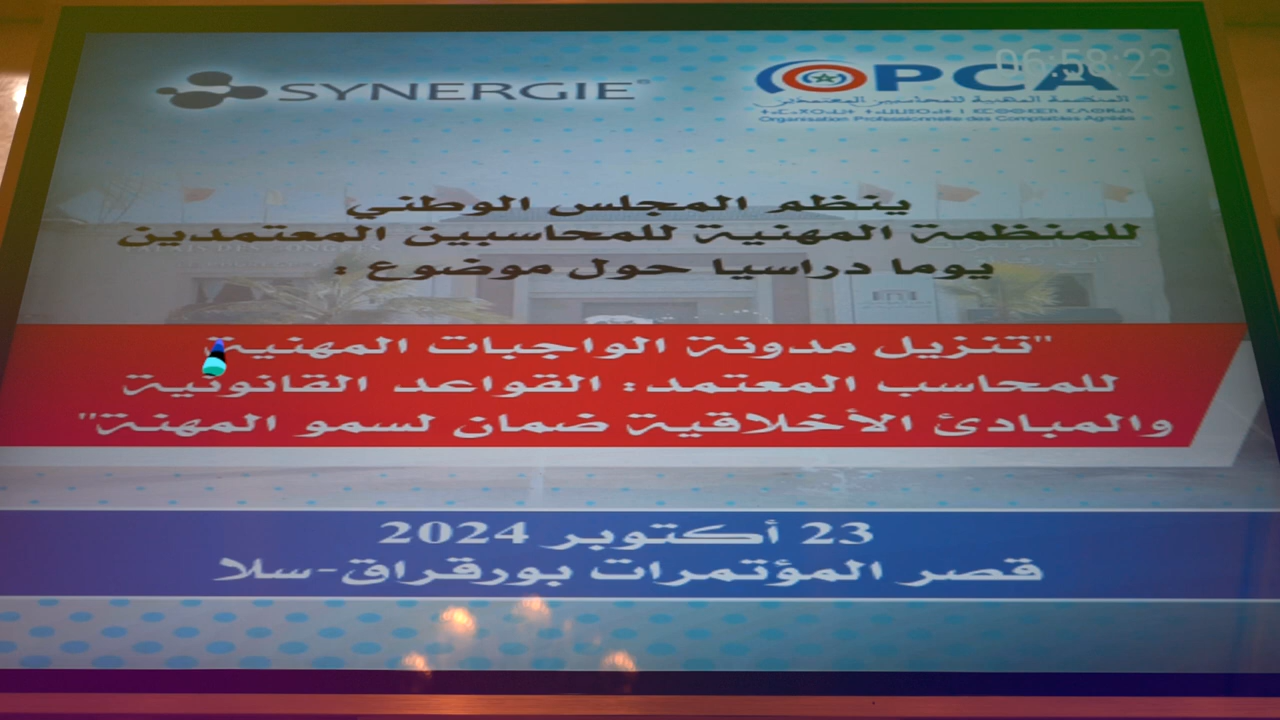 SYNERGIE
OPCA
06:58:23
المنظمة المهنية للمحاسبين المعتمدين
Organisation Professionnelle des Comptables Agréés
ينظم المجلس الوطني
للمنظمة المهنية للمحاسبين المعتمدين
يوما دراسيا حول موضوع :
"تنزيل مدونة الواجبات المهنية
للمحاسب المعتمد: القواعد القانونية
والمبادئ الأخلاقية ضمان لسمو المهنة"
23 أكتوبر 2024
قصر المؤتمرات بورقراق-سلا